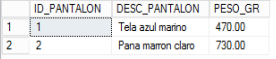 ID_PANTALON DESC_PANTALON PESO_GR
1 1 Tela azul marino 470.00
2 2 Pana marron claro 730.00